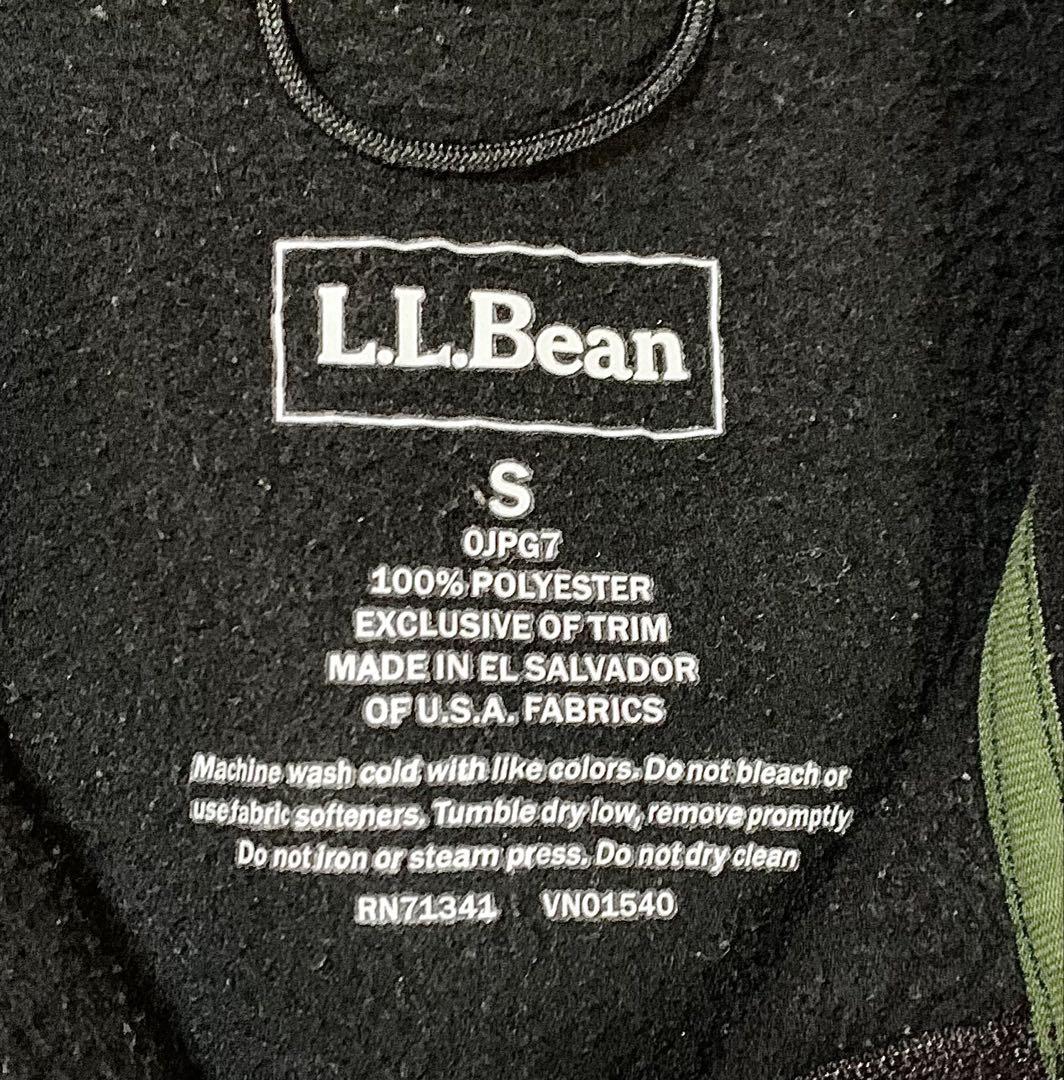 L.L.Bean
S
0JPG7
100% POLYESTER
EXCLUSIVE OF TRIM
MADE IN EL SALVADOR
OF U.S.A. FABRICS
Machine wash cold with like colors. Do not bleach or
use fabric softeners. Tumble dry low, remove promptly
Do not iron or steam press. Do not dry clean
RN71341 VN01540